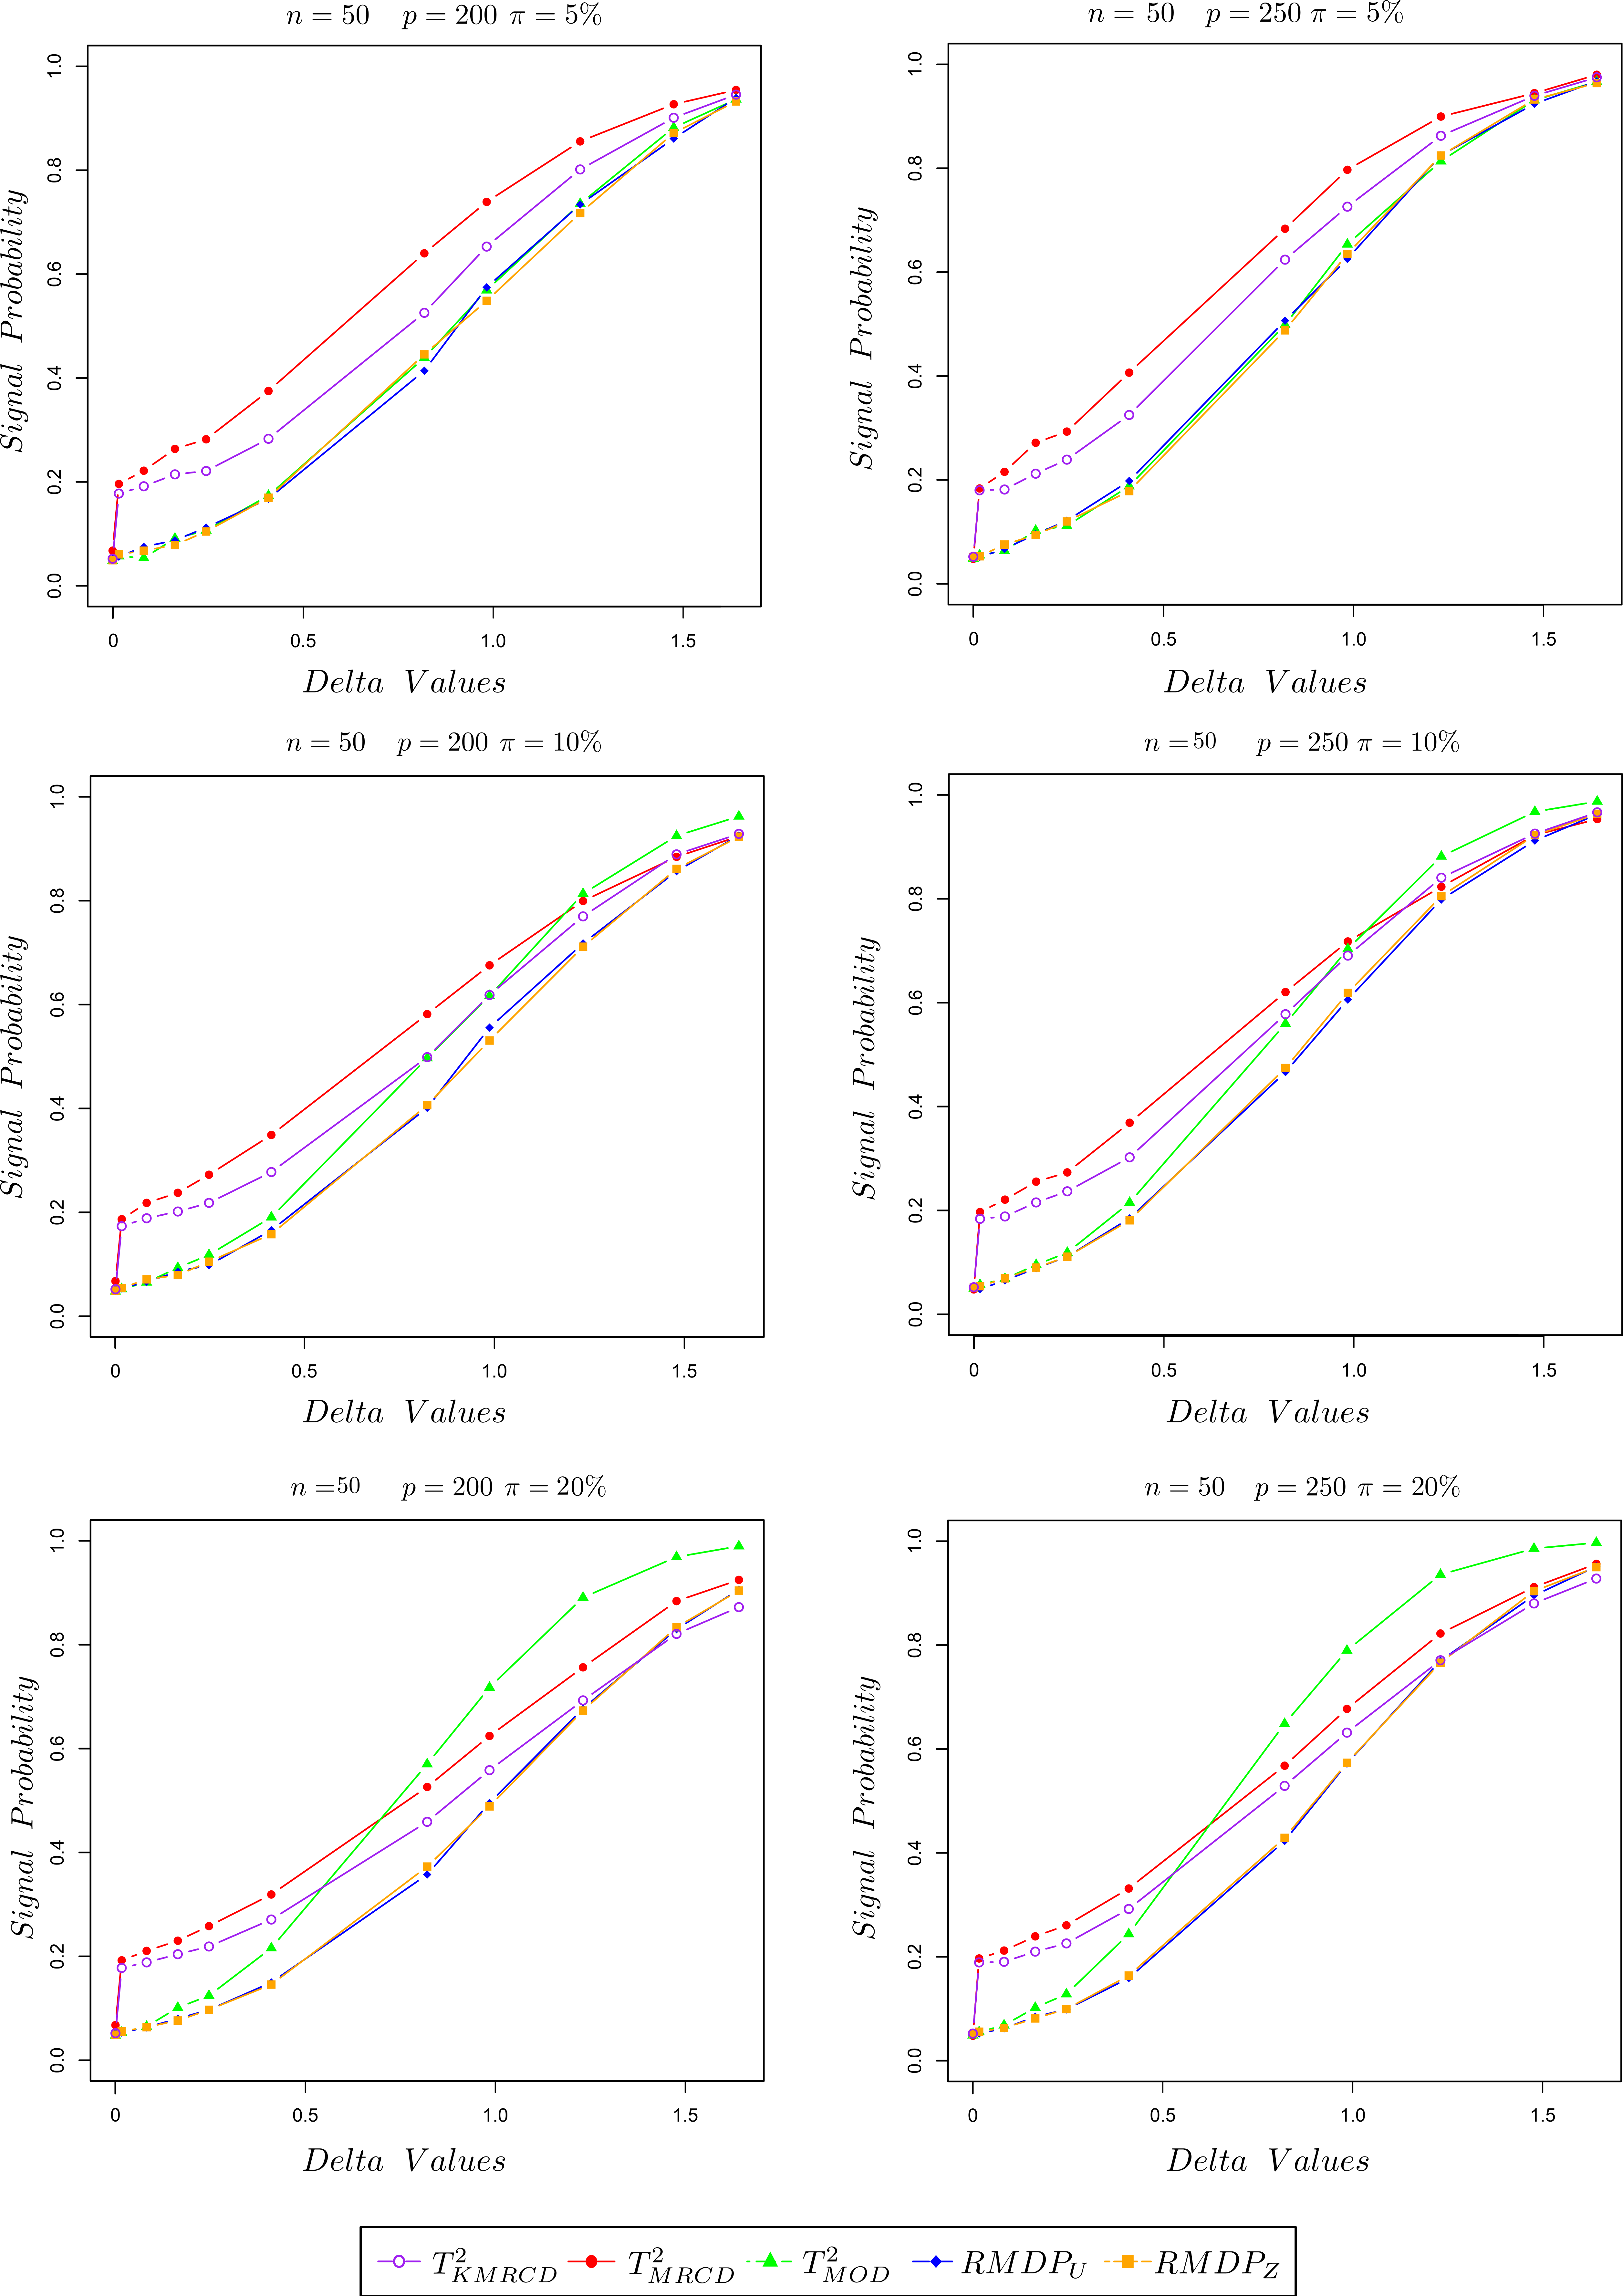 n = 50 p = 200 π = 5%
1.0
0.8
0.6
0.4
0.2
0.0
Signal Probability
0 0.5 1.0 1.5
Delta Values
n = 50 p = 250 π = 5%
1.0
0.8
0.6
0.4
0.2
0.0
Signal Probability
0 0.5 1.0 1.5
Delta Values
n = 50 p = 200 π = 10%
1.0
0.8
0.6
0.4
0.2
0.0
Signal Probability
0 0.5 1.0 1.5
Delta Values
n =50 p = 250 π = 10%
1.0
0.8
0.6
0.4
0.2
0.0
Signal Probability
0 0.5 1.0 1.5
Delta Values
n =50 p = 200 π = 20%
1.0
0.8
0.6
0.4
0.2
0.0
Signal Probability
0 0.5 1.0 1.5
Delta Values
n = 50 p = 250 π = 20%
1.0
0.8
0.6
0.4
0.2
0.0
Signal Probability
0 0.5 1.0 1.5
Delta Values
T²_KMRCD T²_MRCD T²_MOD RMDP_U RMDP_Z